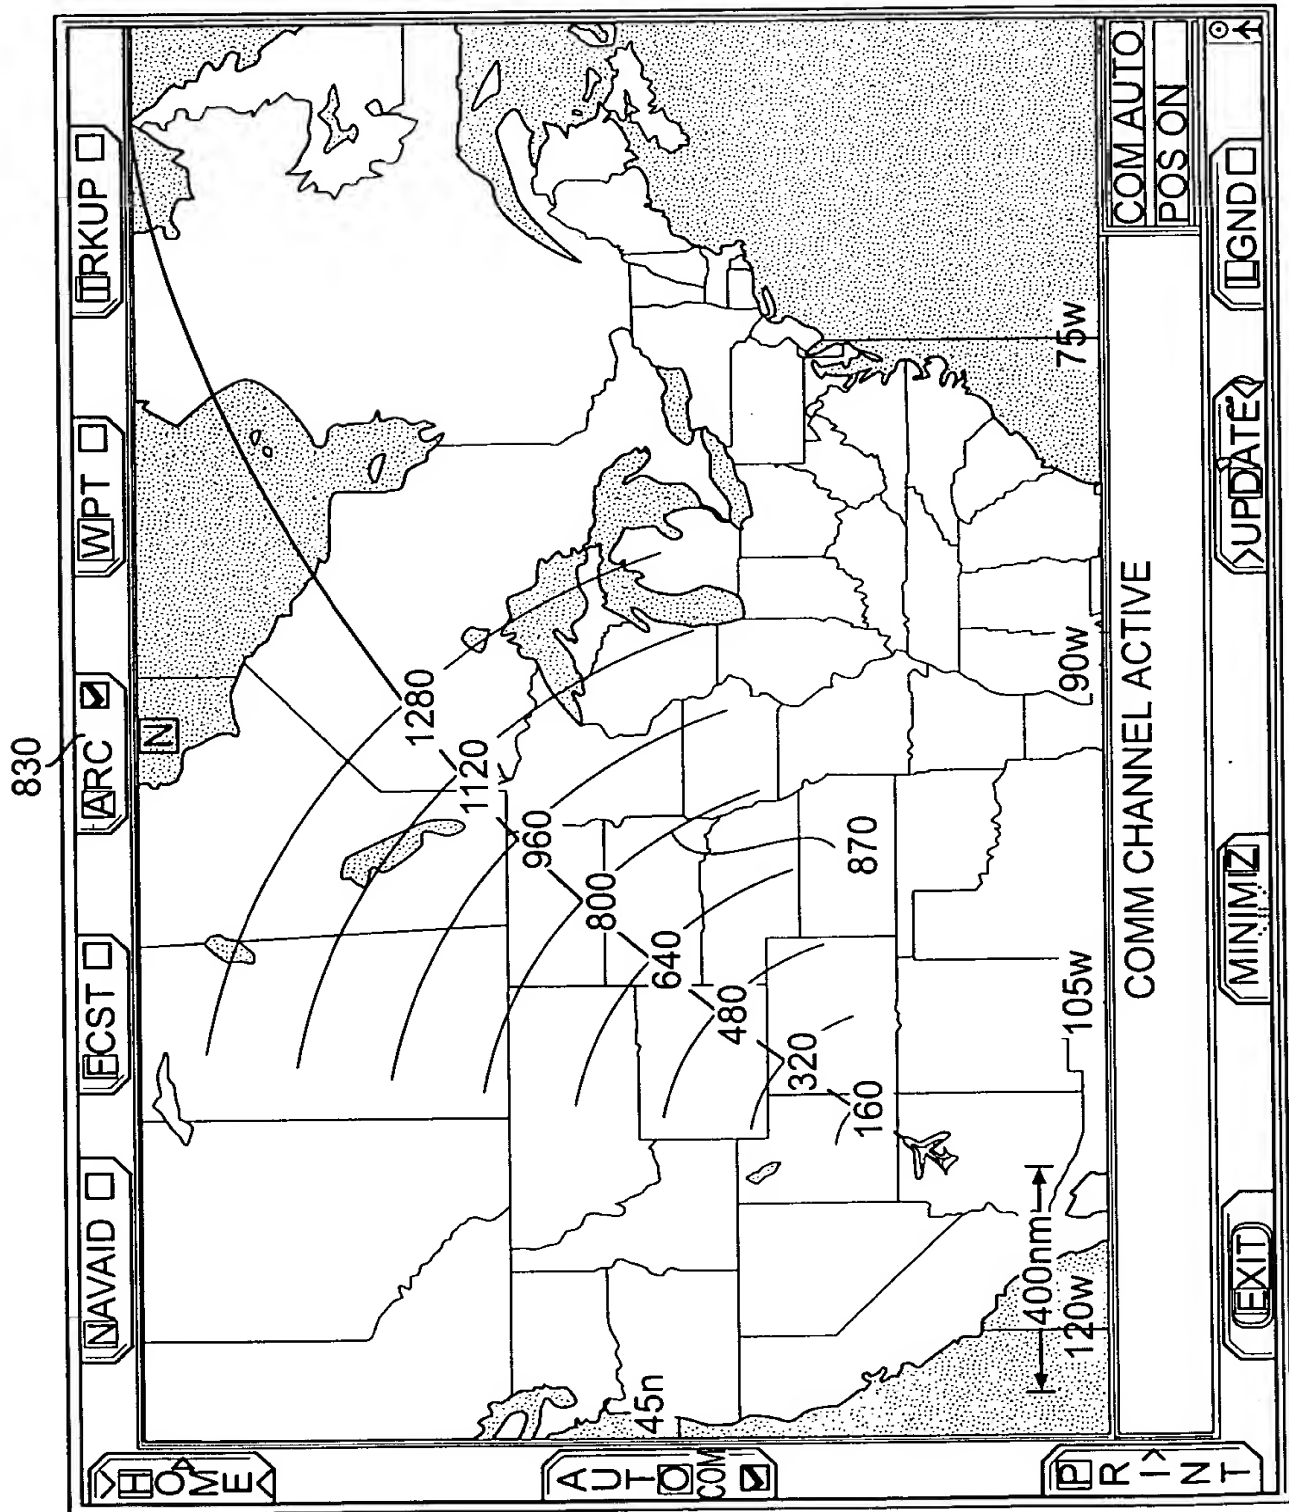 830
NAVAID
FCST
ARC
WPT
TRKUP
>HOME<
AUTO
COM
PRINT>
N
1280
1120
960
800
640
480
320
160
870
45n
400nm
120w
105w
90w
75w
COMM CHANNEL ACTIVE
COM AUTO
POS ON
EXIT
MINIMIZ
>UPDATE<
LGND